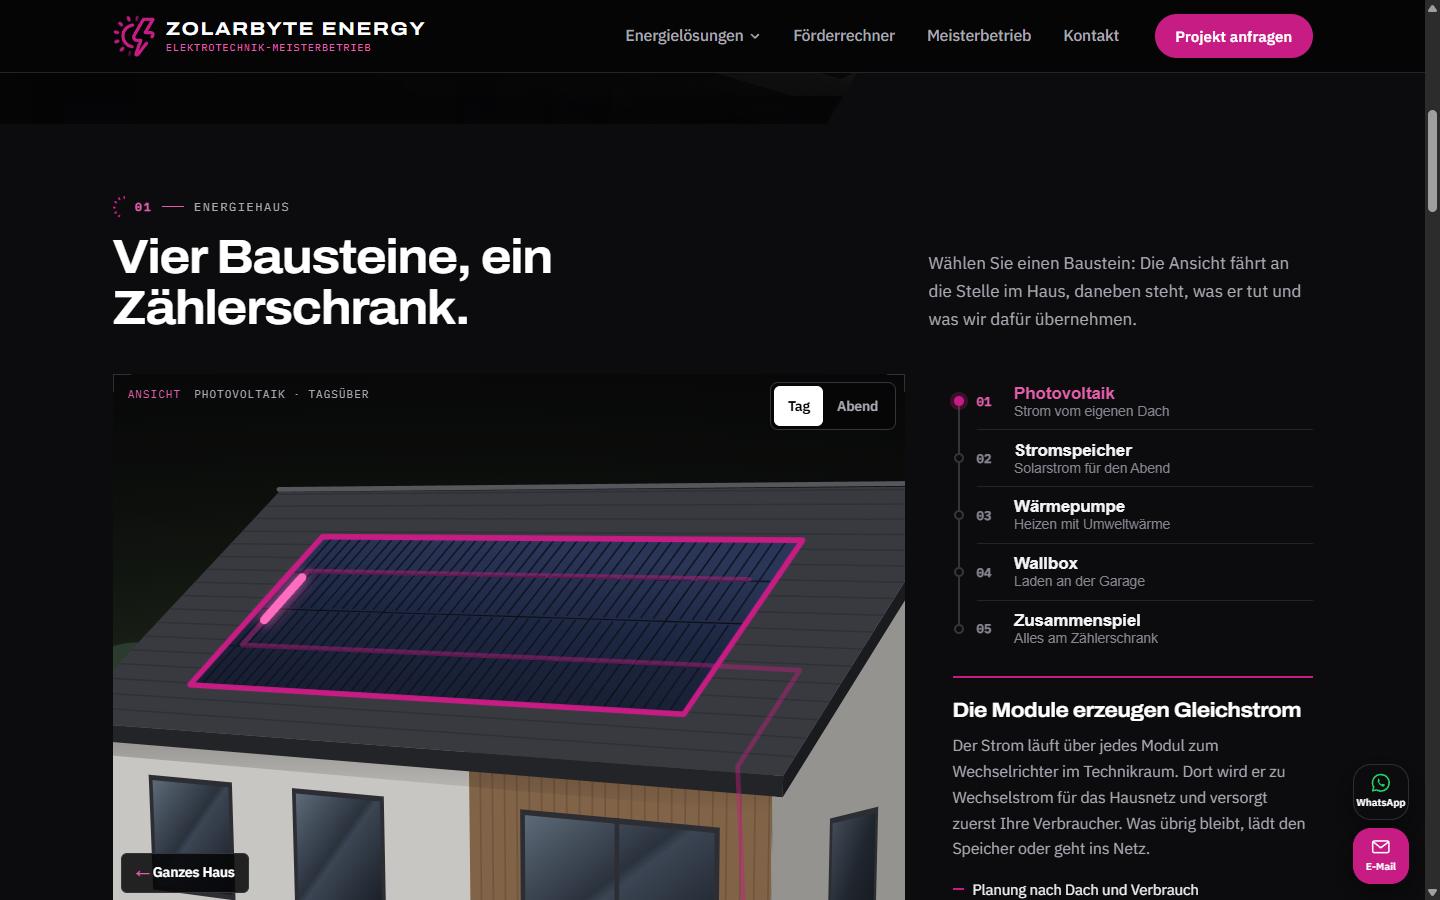 ZOLARBYTE ENERGY
ELEKTROTECHNIK-MEISTERBETRIEB
Energielösungen
Förderrechner
Meisterbetrieb
Kontakt
Projekt anfragen
01 — ENERGIEHAUS
Vier Bausteine, ein
Zählerschrank.
Wählen Sie einen Baustein: Die Ansicht fährt an
die Stelle im Haus, daneben steht, was er tut und
was wir dafür übernehmen.
ANSICHT PHOTOVOLTAIK · TAGSÜBER
Tag
Abend
01 Photovoltaik
Strom vom eigenen Dach
02 Stromspeicher
Solarstrom für den Abend
03 Wärmepumpe
Heizen mit Umweltwärme
04 Wallbox
Laden an der Garage
05 Zusammenspiel
Alles am Zählerschrank
Die Module erzeugen Gleichstrom
Der Strom läuft über jedes Modul zum
Wechselrichter im Technikraum. Dort wird er zu
Wechselstrom für das Hausnetz und versorgt
zuerst Ihre Verbraucher. Was übrig bleibt, lädt den
Speicher oder geht ins Netz.
— Planung nach Dach und Verbrauch
← Ganzes Haus
WhatsApp
E-Mail